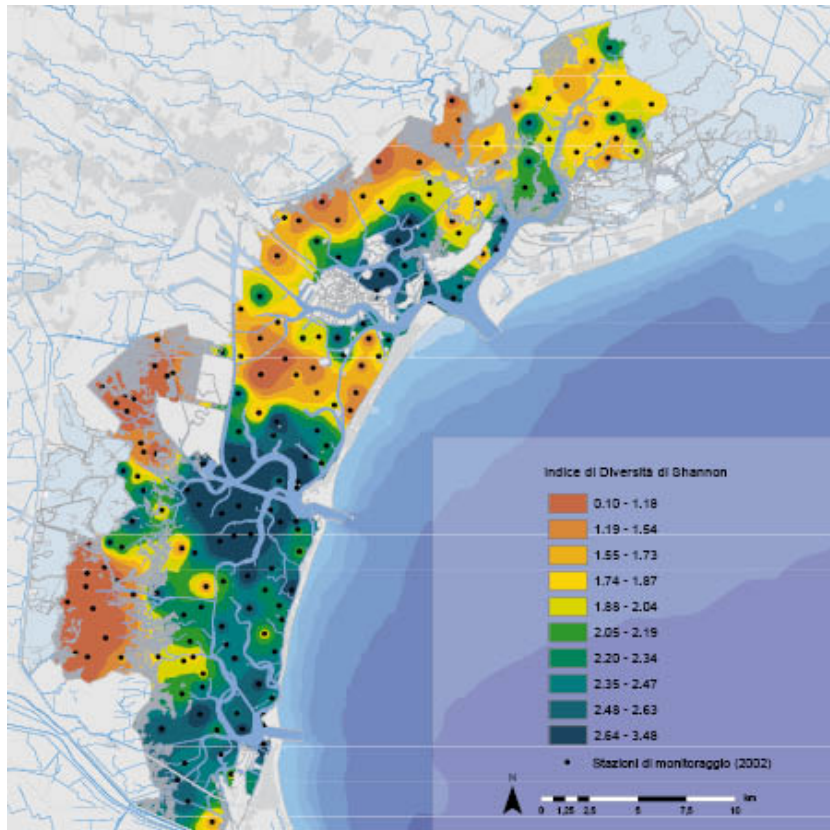 Indice di Diversità di Shannon
0.10 - 1.18
1.19 - 1.54
1.55 - 1.73
1.74 - 1.87
1.88 - 2.04
2.05 - 2.19
2.20 - 2.34
2.35 - 2.47
2.48 - 2.63
2.64 - 3.48
Stazioni di monitoraggio (2002)
N
km
0 1,25 2,5 5 7,5 10